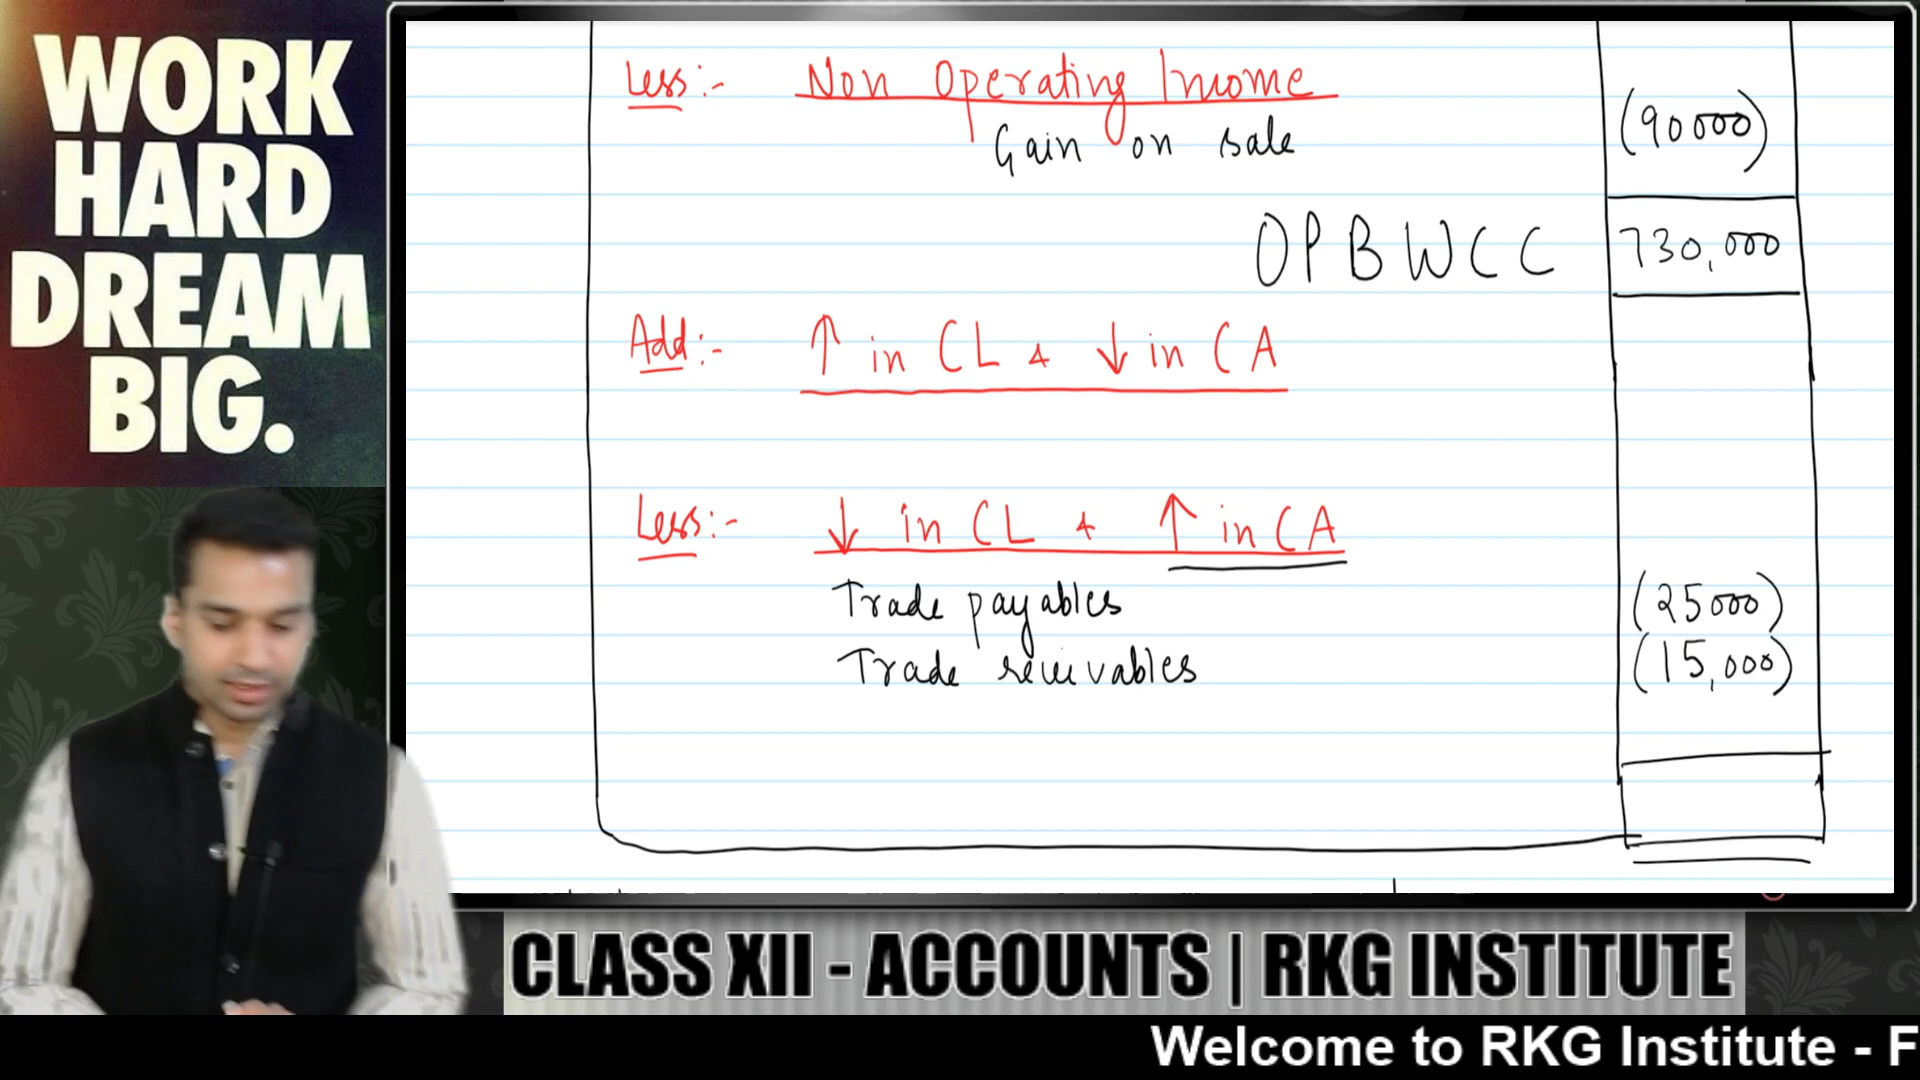 WORK
HARD
DREAM
BIG.
Less:- Non Operating Income
Gain on sale (90000)
OPBWCC 730,000
Add:- ↑ in CL & ↓ in CA
Less:- ↓ in CL & ↑ in CA
Trade payables (25000)
Trade receivables (15,000)
CLASS XII - ACCOUNTS | RKG INSTITUTE
Welcome to RKG Institute - F